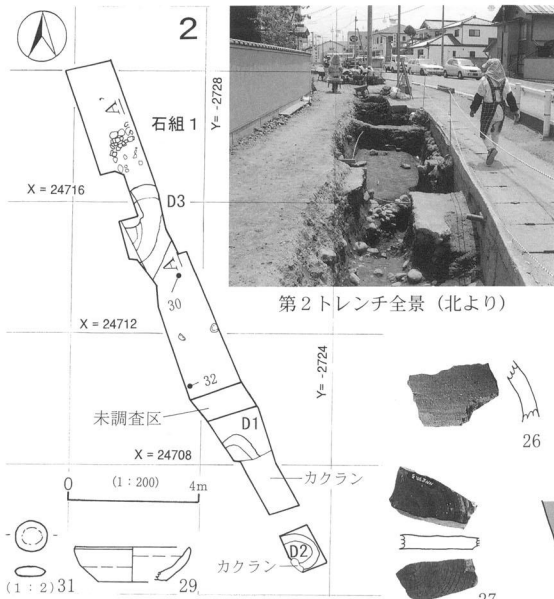 2
石組1
Y= -2728
A'
X = 24716
D3
A
30
X = 24712
32
Y= -2724
未調査区
D1
X = 24708
カクラン
0 (1:200) 4m
D2
カクラン
(1:2) 31
29
第2トレンチ全景(北より)
26
27